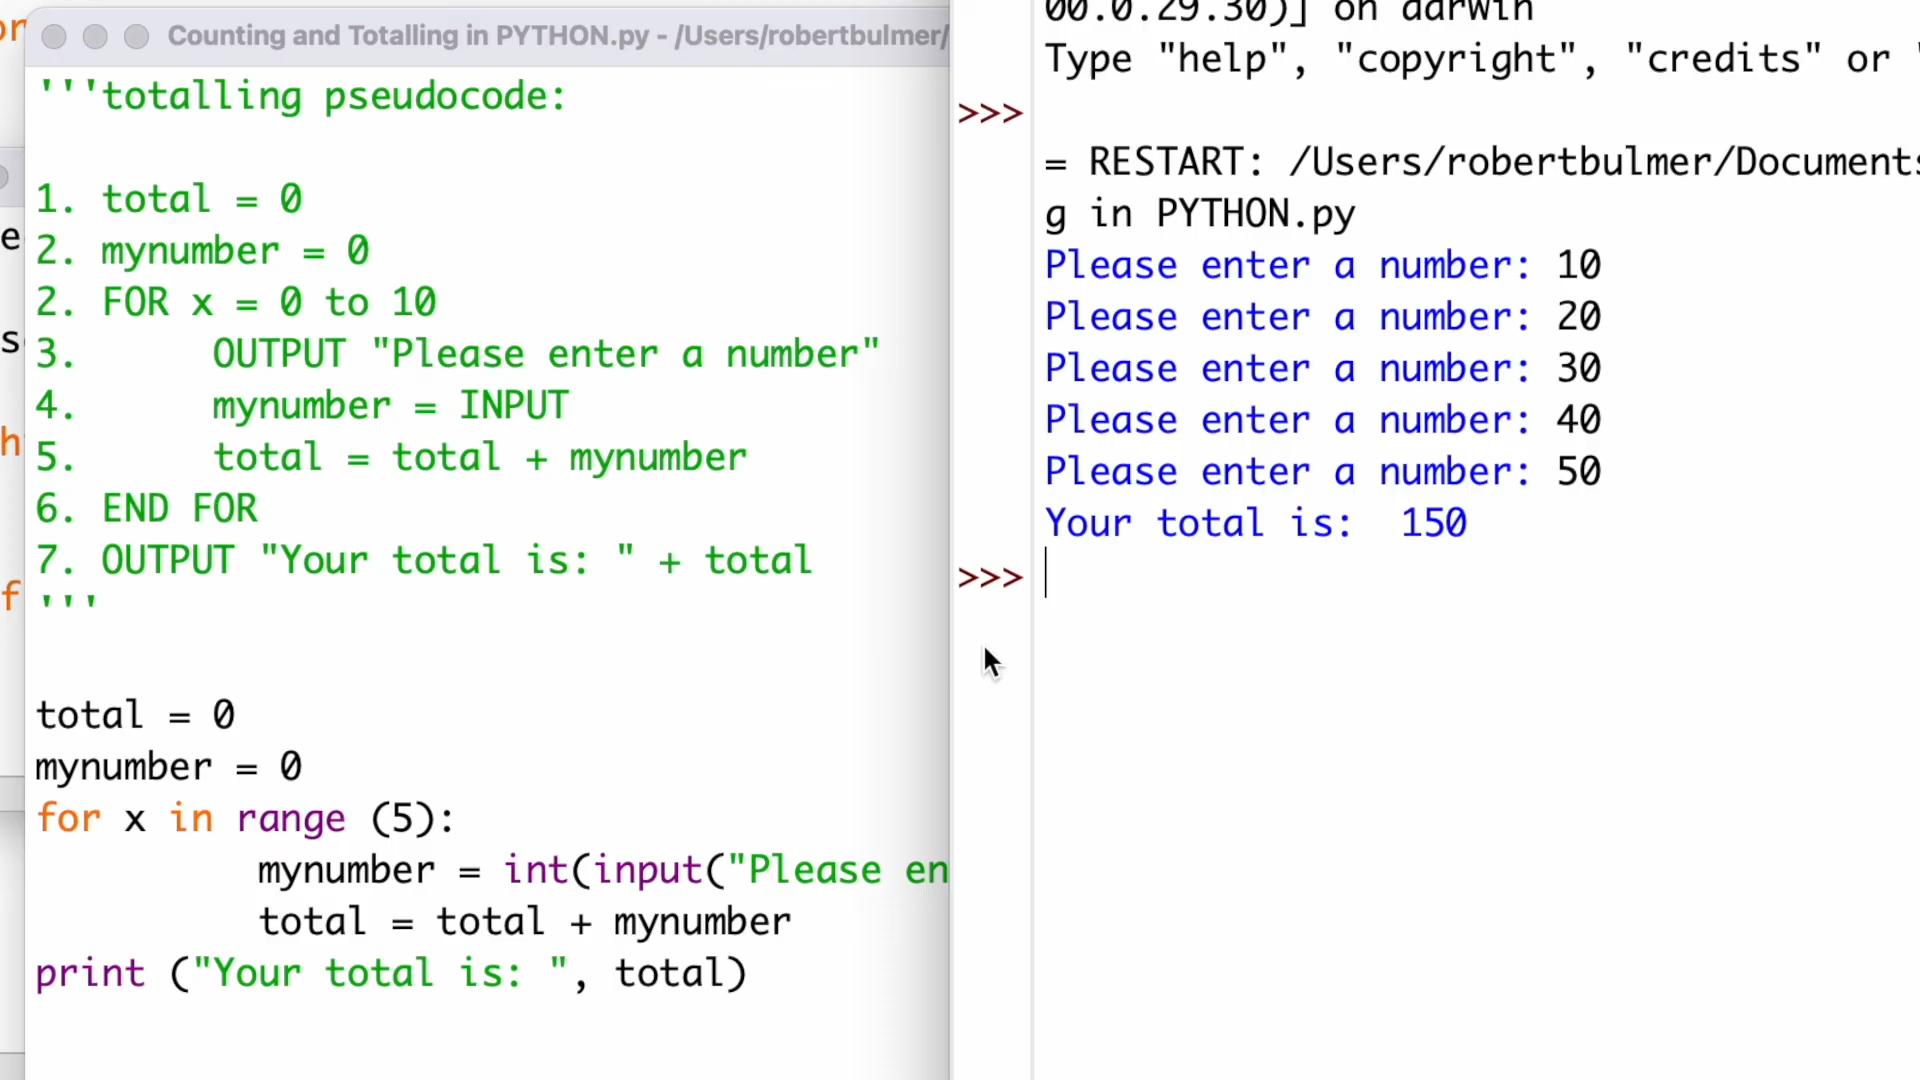 Counting and Totalling in PYTHON.py - /Users/robertbulmer/
'''totalling pseudocode:
1. total = 0
2. mynumber = 0
2. FOR x = 0 to 10
3. OUTPUT "Please enter a number"
4. mynumber = INPUT
5. total = total + mynumber
6. END FOR
7. OUTPUT "Your total is: " + total
'''
total = 0
mynumber = 0
for x in range (5):
mynumber = int(input("Please en
total = total + mynumber
print ("Your total is: ", total)
00.0.29.30)] on darwin
Type "help", "copyright", "credits" or "
>>>
= RESTART: /Users/robertbulmer/Documents
g in PYTHON.py
Please enter a number: 10
Please enter a number: 20
Please enter a number: 30
Please enter a number: 40
Please enter a number: 50
Your total is:  150
>>>